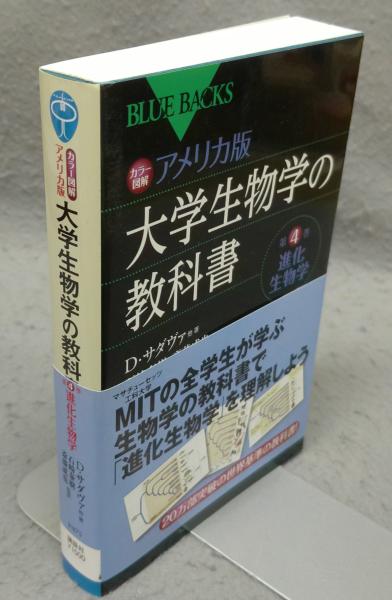 BLUE BACKS
カラー図解
アメリカ版
大学生物学の
教科書
第4巻
進化
生物学
D・サダヴァ 他著
マサチューセッツ
工科大学
MITの全学生が学ぶ
生物学の教科書で
「進化生物学」を理解しよう
20万部突破の世界基準の教科書!
カラー図解
アメリカ版
大学生物学の教科
進化生物学
D・サダヴァ 他著
講談社